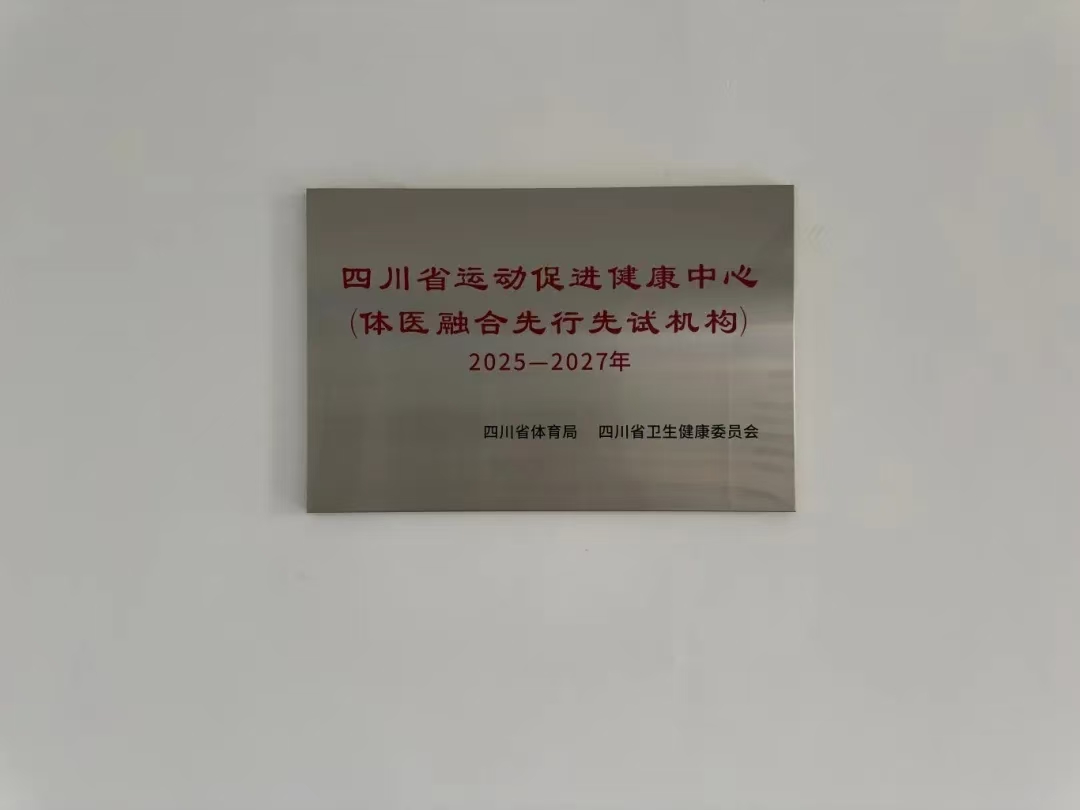 四川省运动促进健康中心
(体医融合先行先试机构)
2025—2027年
四川省体育局 四川省卫生健康委员会